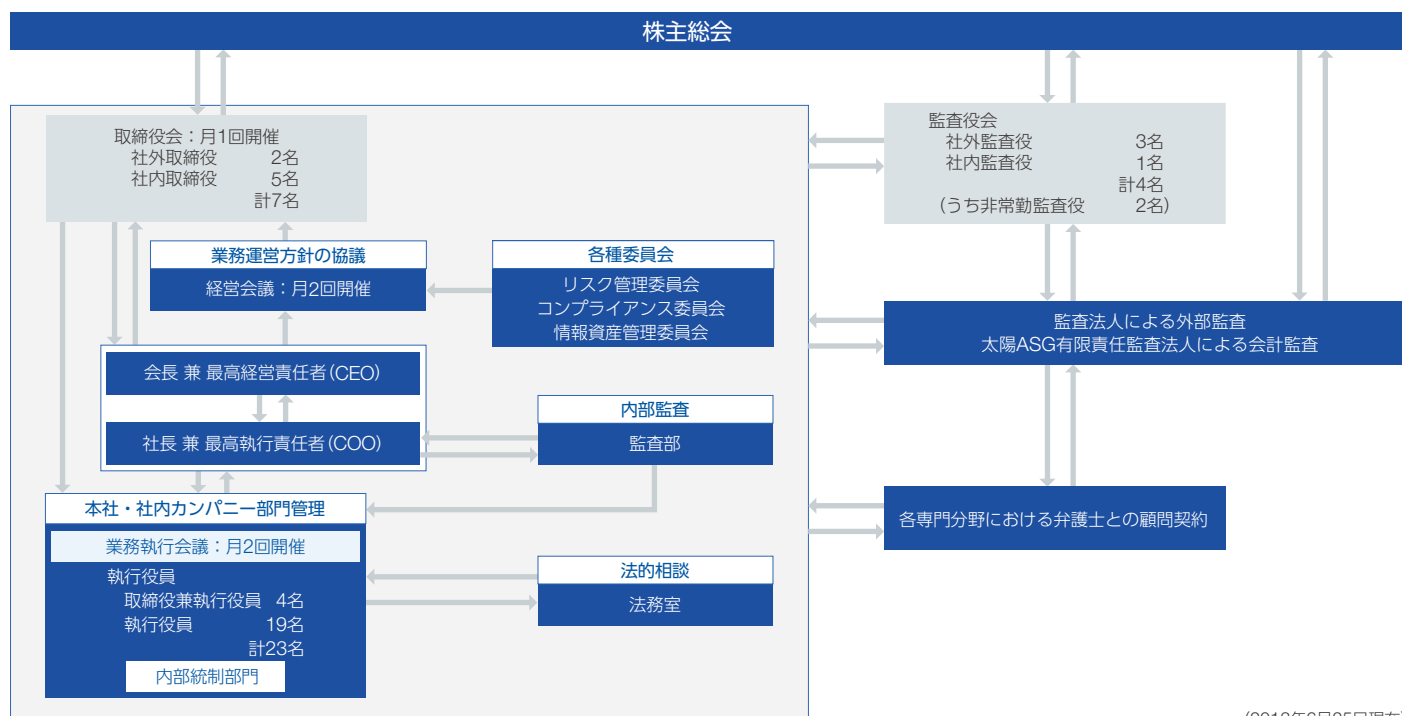 株主総会
取締役会：月1回開催
社外取締役 2名
社内取締役 5名
計7名
監査役会
社外監査役 3名
社内監査役 1名
計4名
(うち非常勤監査役 2名)
業務運営方針の協議
経営会議：月2回開催
各種委員会
リスク管理委員会
コンプライアンス委員会
情報資産管理委員会
監査法人による外部監査
太陽ASG有限責任監査法人による会計監査
会長 兼 最高経営責任者(CEO)
社長 兼 最高執行責任者(COO)
内部監査
監査部
本社・社内カンパニー部門管理
業務執行会議：月2回開催
執行役員
取締役兼執行役員 4名
執行役員 19名
計23名
内部統制部門
法的相談
法務室
各専門分野における弁護士との顧問契約